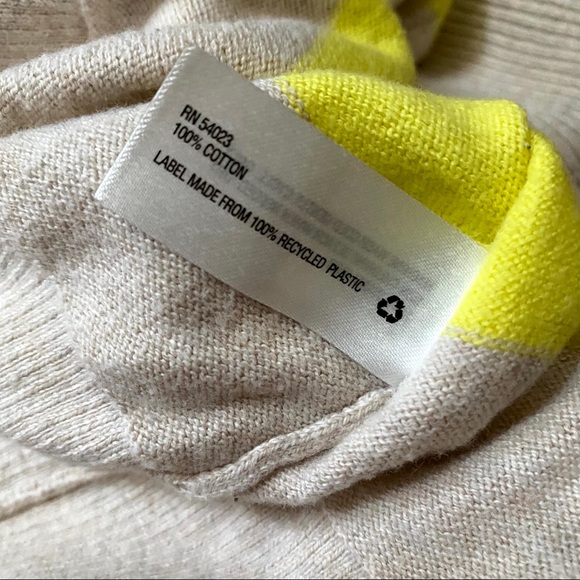 RN 54023
100% COTTON
LABEL MADE FROM 100% RECYCLED PLASTIC